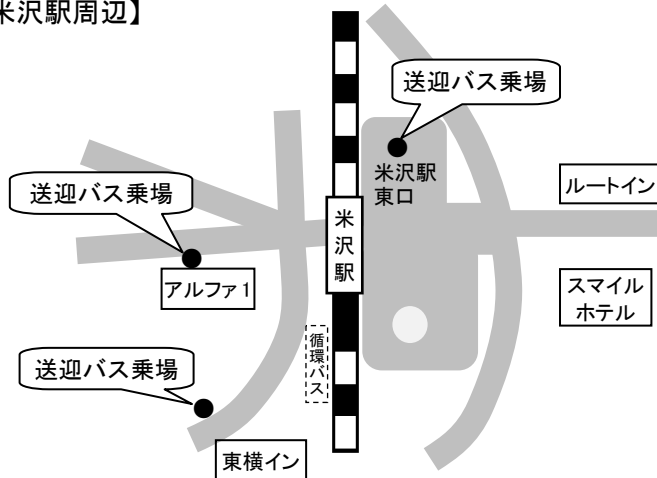 米沢駅周辺】
送迎バス乗場
米沢駅
東口
ルートイン
送迎バス乗場
米沢駅
アルファ1
スマイル
ホテル
循環バス
送迎バス乗場
東横イン